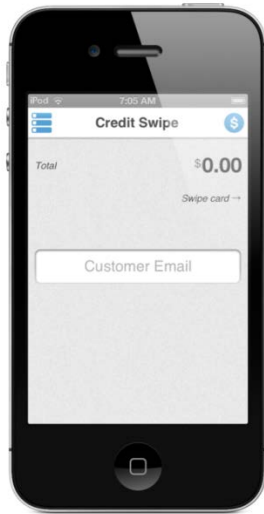 iPod 7:05 AM
Credit Swipe $
Total $0.00
Swipe card →
Customer Email